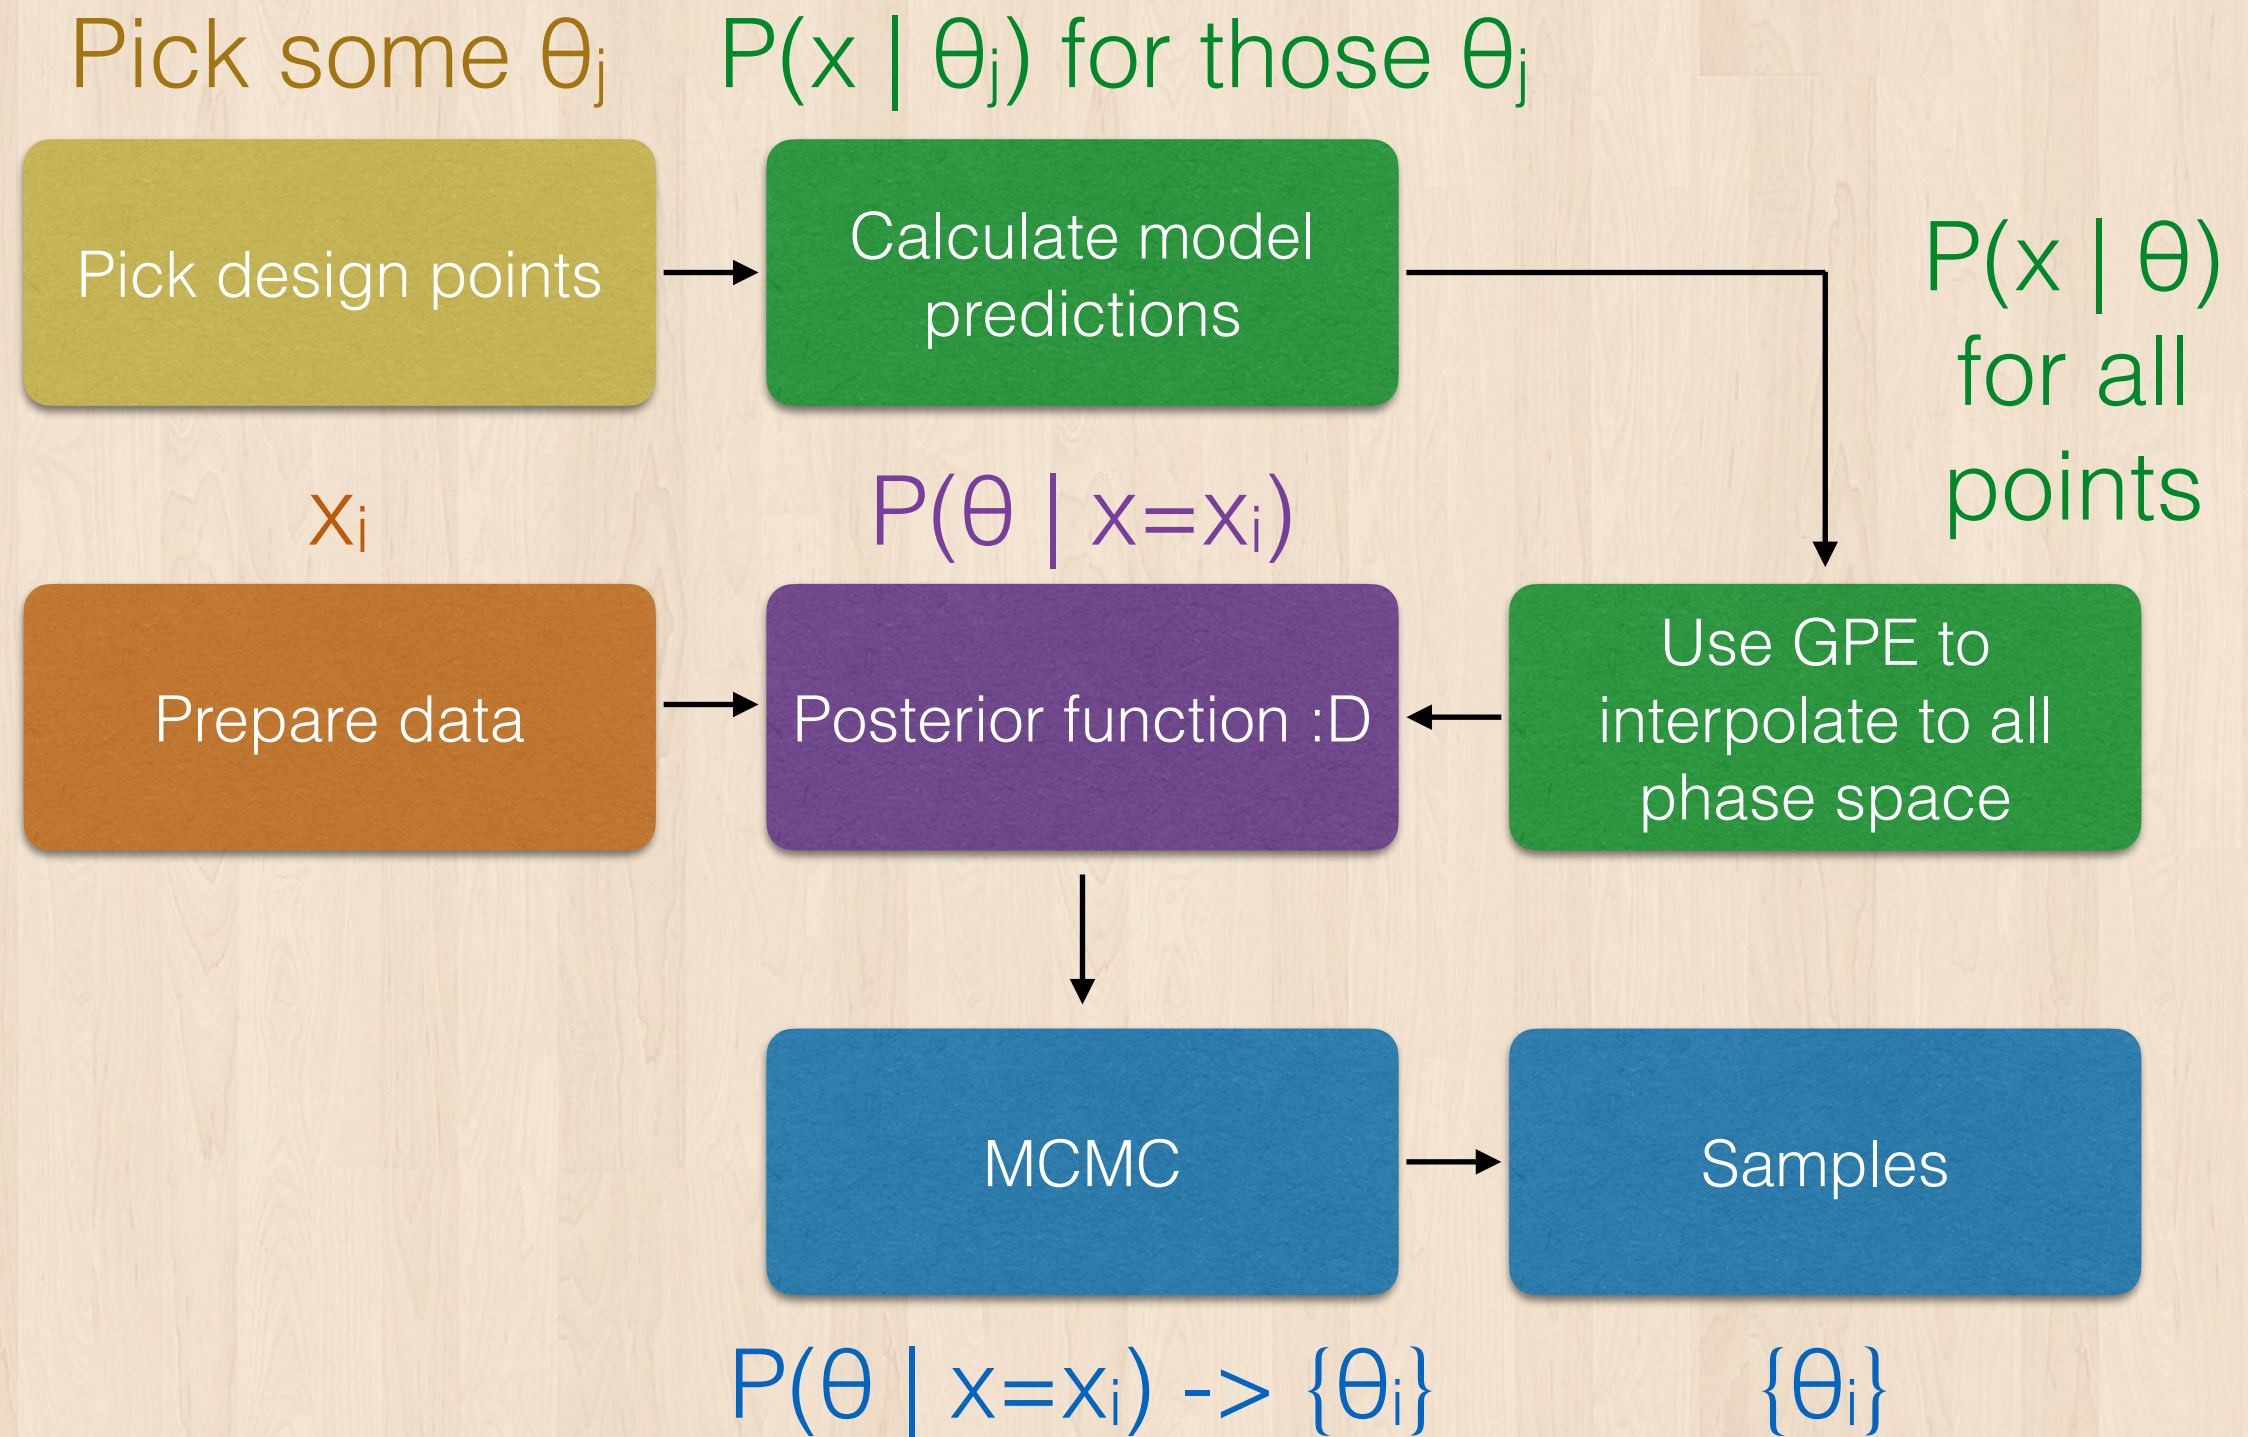 Pick some θj
P(x | θj) for those θj
Pick design points
Calculate model
predictions
P(x | θ)
for all
points
xi
P(θ | x=xi)
Prepare data
Posterior function :D
Use GPE to
interpolate to all
phase space
MCMC
Samples
P(θ | x=xi) -> {θi}
{θi}